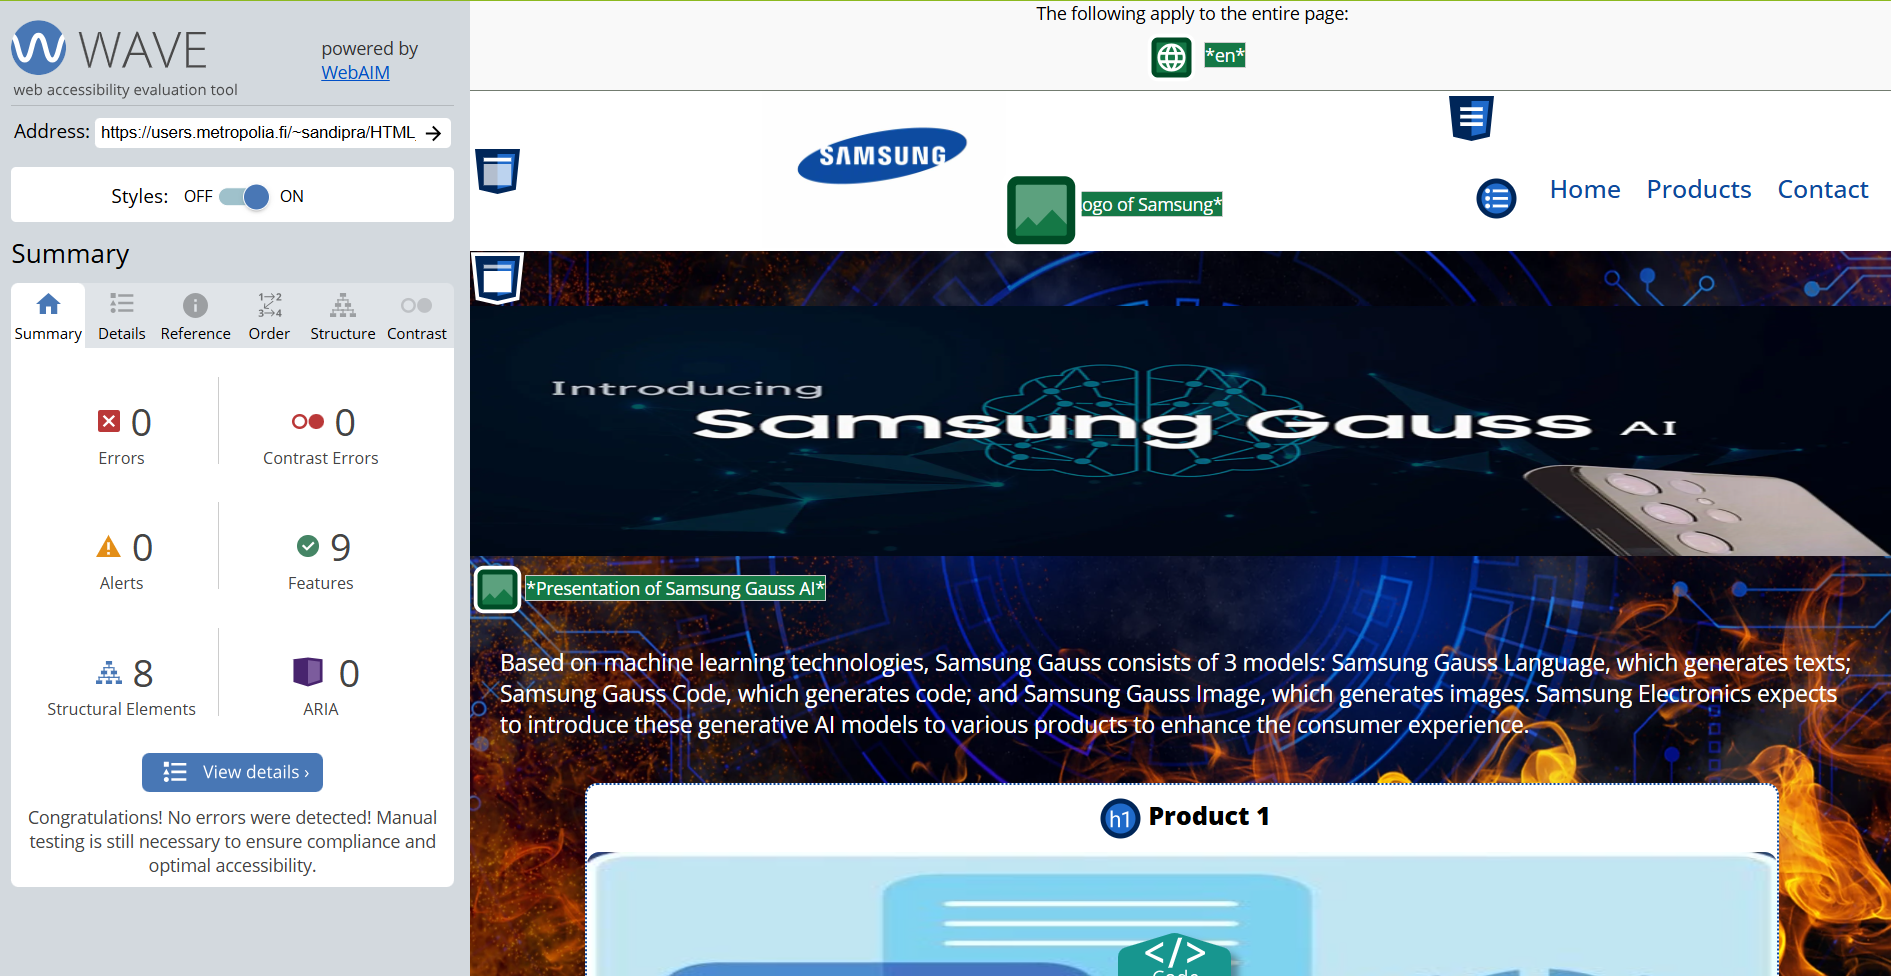 WAVE
web accessibility evaluation tool
powered by
WebAIM
Address: https://users.metropolia.fi/~sandipra/HTML
Styles: OFF ON
Summary
Summary Details Reference Order Structure Contrast
1→2
3→4
0 Errors
0 Contrast Errors
0 Alerts
9 Features
8 Structural Elements
0 ARIA
View details ›
Congratulations! No errors were detected! Manual
testing is still necessary to ensure compliance and
optimal accessibility.
The following apply to the entire page:
*en*
SAMSUNG
ogo of Samsung*
Home Products Contact
Introducing
Samsung Gauss AI
*Presentation of Samsung Gauss AI*
Based on machine learning technologies, Samsung Gauss consists of 3 models: Samsung Gauss Language, which generates texts;
Samsung Gauss Code, which generates code; and Samsung Gauss Image, which generates images. Samsung Electronics expects
to introduce these generative AI models to various products to enhance the consumer experience.
h1 Product 1
</>
Code